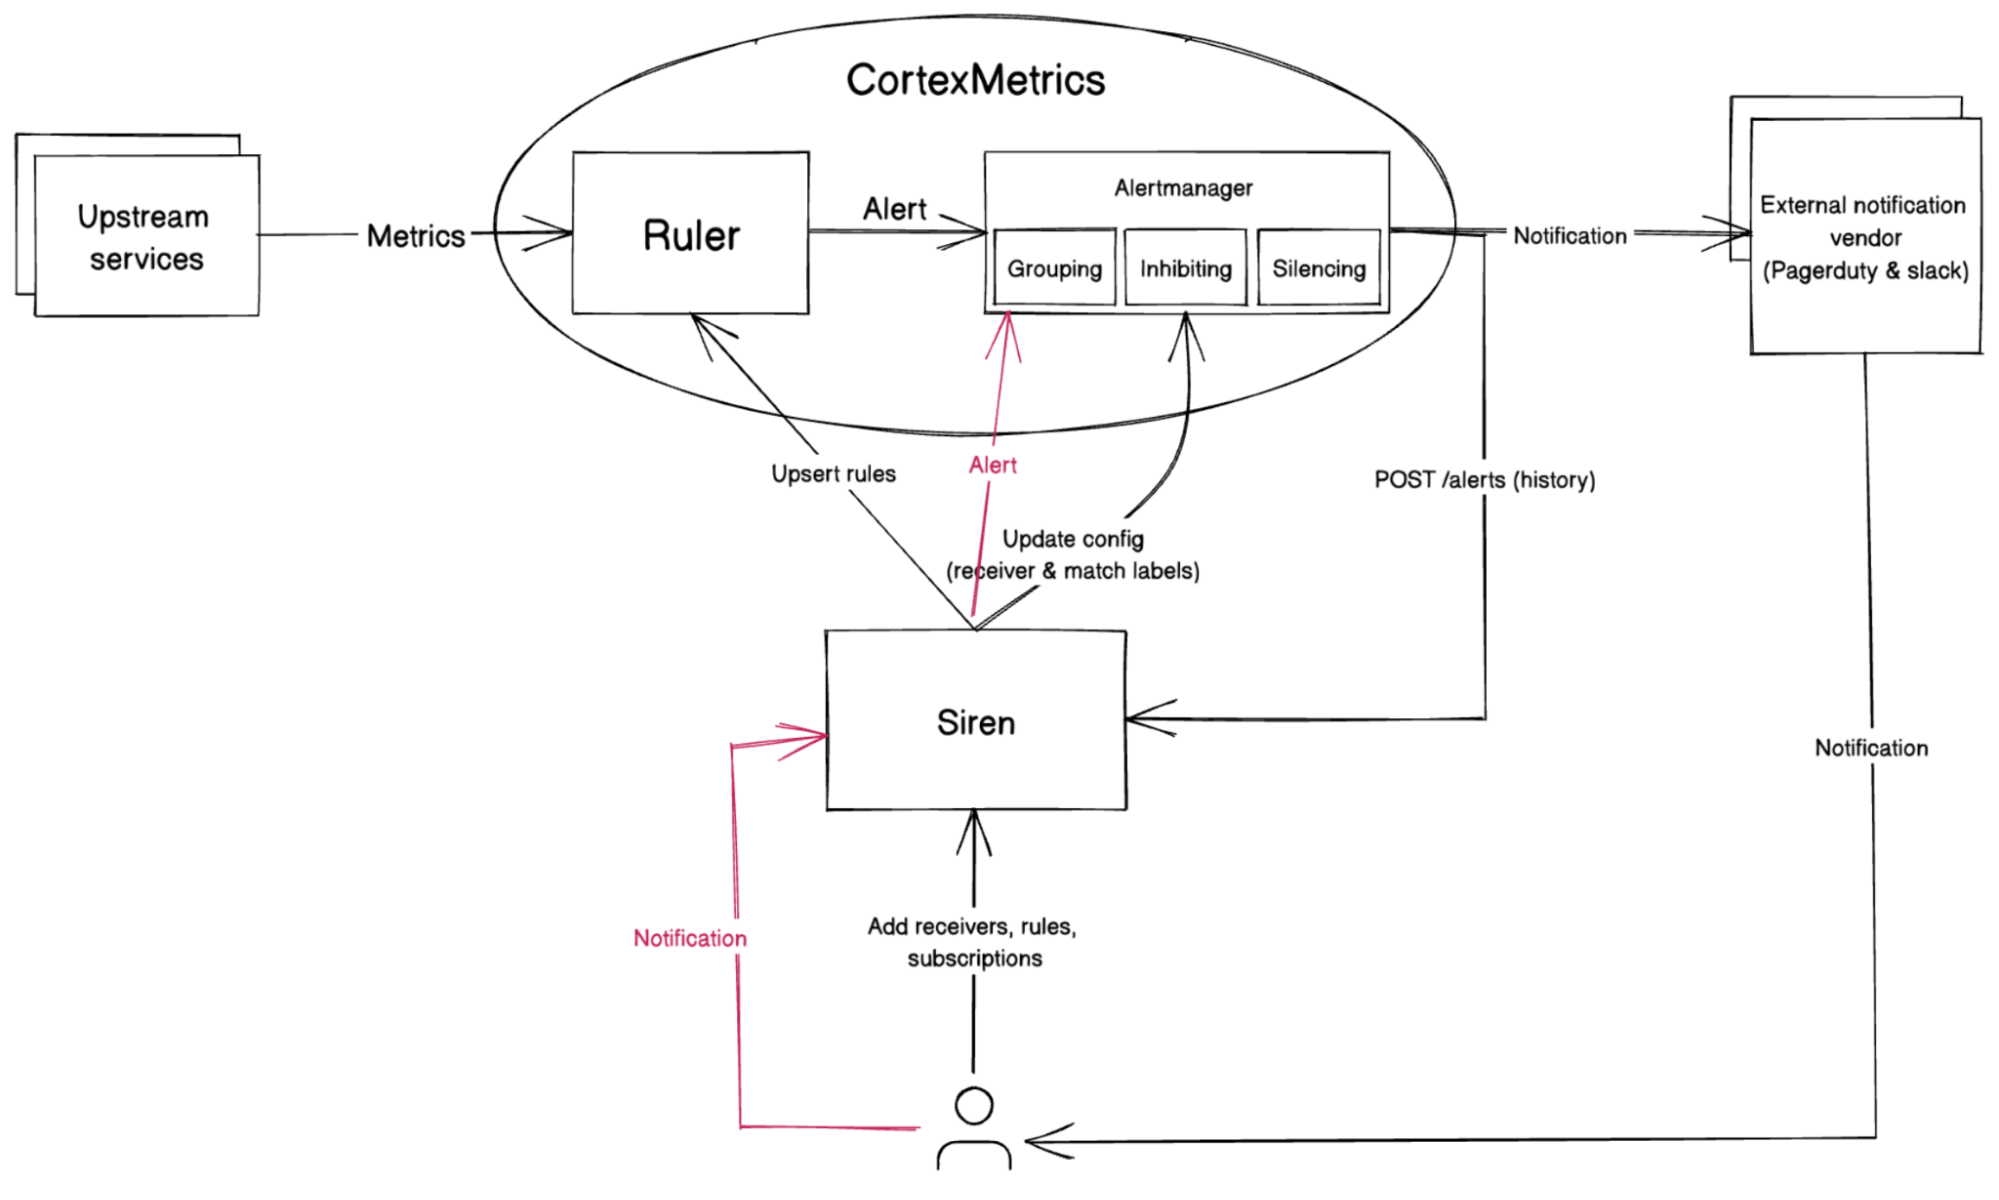 CortexMetrics
Upstream
services
Metrics
Ruler
Alert
Alertmanager
Grouping
Inhibiting
Silencing
Notification
External notification
vendor
(Pagerduty & slack)
Upsert rules
Alert
Update config
(receiver & match labels)
POST /alerts (history)
Siren
Notification
Notification
Add receivers, rules,
subscriptions